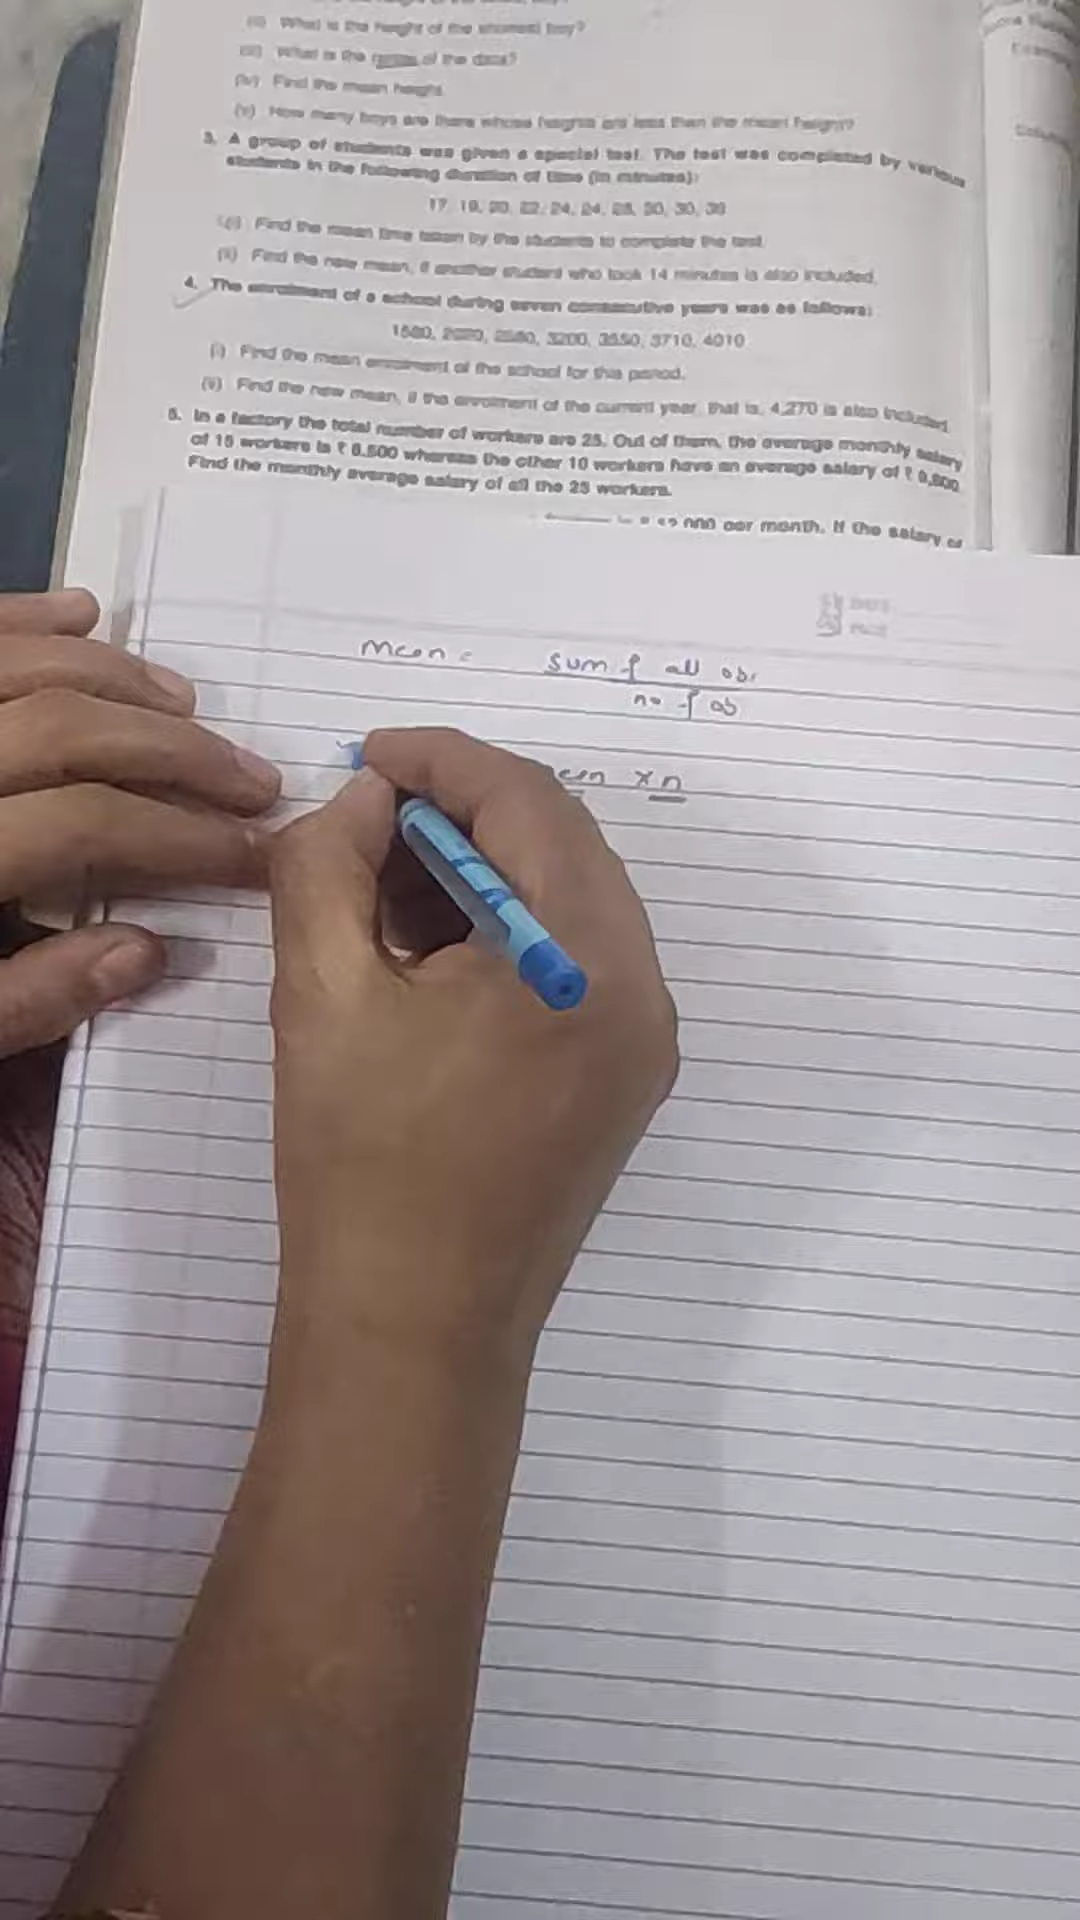 (ii) What is the height of the shortest boy?
(iii) What is the range of the data?
(iv) Find the mean height.
(v) How many boys are there whose heights are less than the mean height?
3. A group of students was given a special test. The test was completed by various
students in the following duration of time (in minutes):
17, 19, 20, 22, 24, 24, 28, 30, 30, 36
(i) Find the mean time taken by the students to complete the test.
(ii) Find the new mean, if another student who took 14 minutes is also included.
4. The enrolment of a school during seven consecutive years was as follows:
3200, 3550, 3710, 4010
(i) Find the mean enrolment of the school for this period.
(ii) Find the new mean, if the enrolment of the current year, that is, 4,270 is also included.
5. In a factory the total number of workers are 25. Out of them, the average monthly salary
of 15 workers is ₹ 8,500 whereas the other 10 workers have an average salary of ₹ 9,800.
Find the monthly average salary of all the 25 workers.
000 per month. If the salary of
DATE
PAGE
Mean = sum of all obs
no of ob
× n